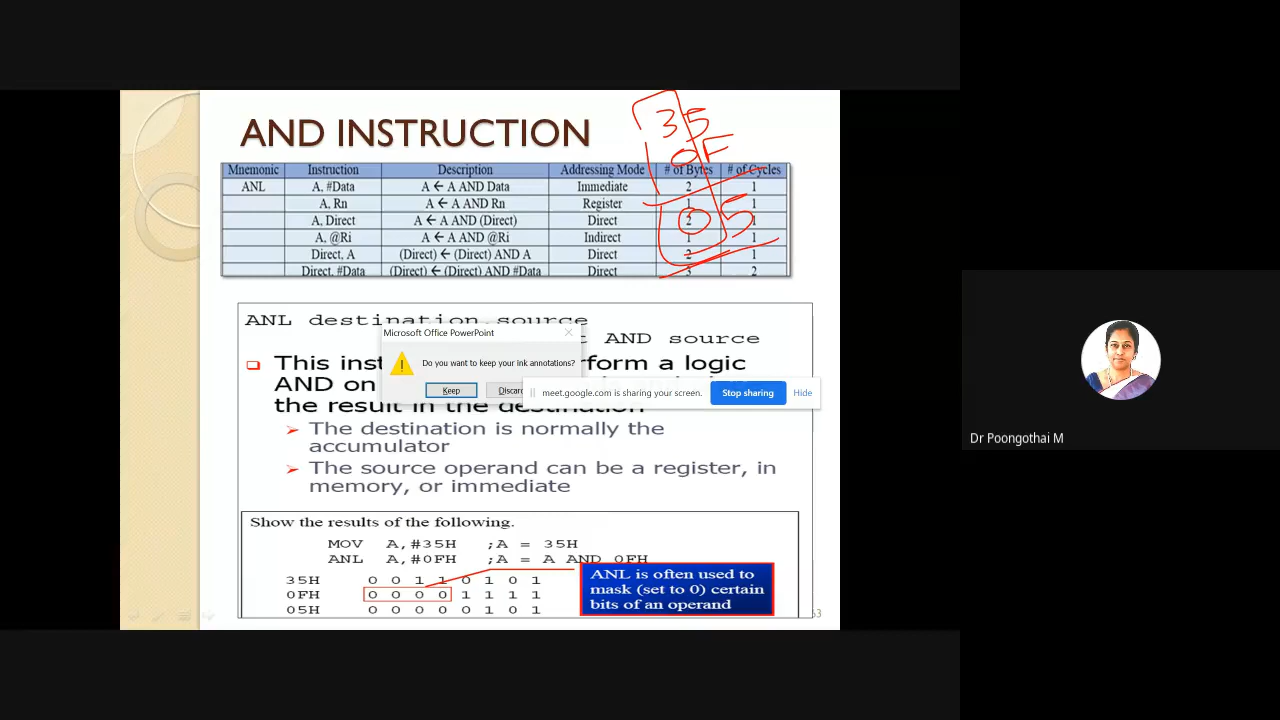 AND INSTRUCTION
35
0F
05
Mnemonic Instruction Description Addressing Mode # of Bytes # of Cycles
ANL A, #Data A ← A AND Data Immediate 2 1
A, Rn A ← A AND Rn Register 1 1
A, Direct A ← A AND (Direct) Direct 2 1
A, @Ri A ← A AND @Ri Indirect 1 1
Direct, A (Direct) ← (Direct) AND A Direct 2 1
Direct, #Data (Direct) ← (Direct) AND #Data Direct 3 2
ANL destination,source
AND source
Microsoft Office PowerPoint
Do you want to keep your ink annotations?
Keep
meet.google.com is sharing your screen. Stop sharing Hide
This rform a logic
AND on
the result in the destination
The destination is normally the
accumulator
The source operand can be a register, in
memory, or immediate
Show the results of the following.
MOV A,#35H ;A = 35H
ANL A,#0FH ;A = A AND 0FH
35H 0 0 1 1 0 1 0 1
0FH 0 0 0 0 1 1 1 1
05H 0 0 0 0 0 1 0 1
ANL is often used to
mask (set to 0) certain
bits of an operand
Dr Poongothai M